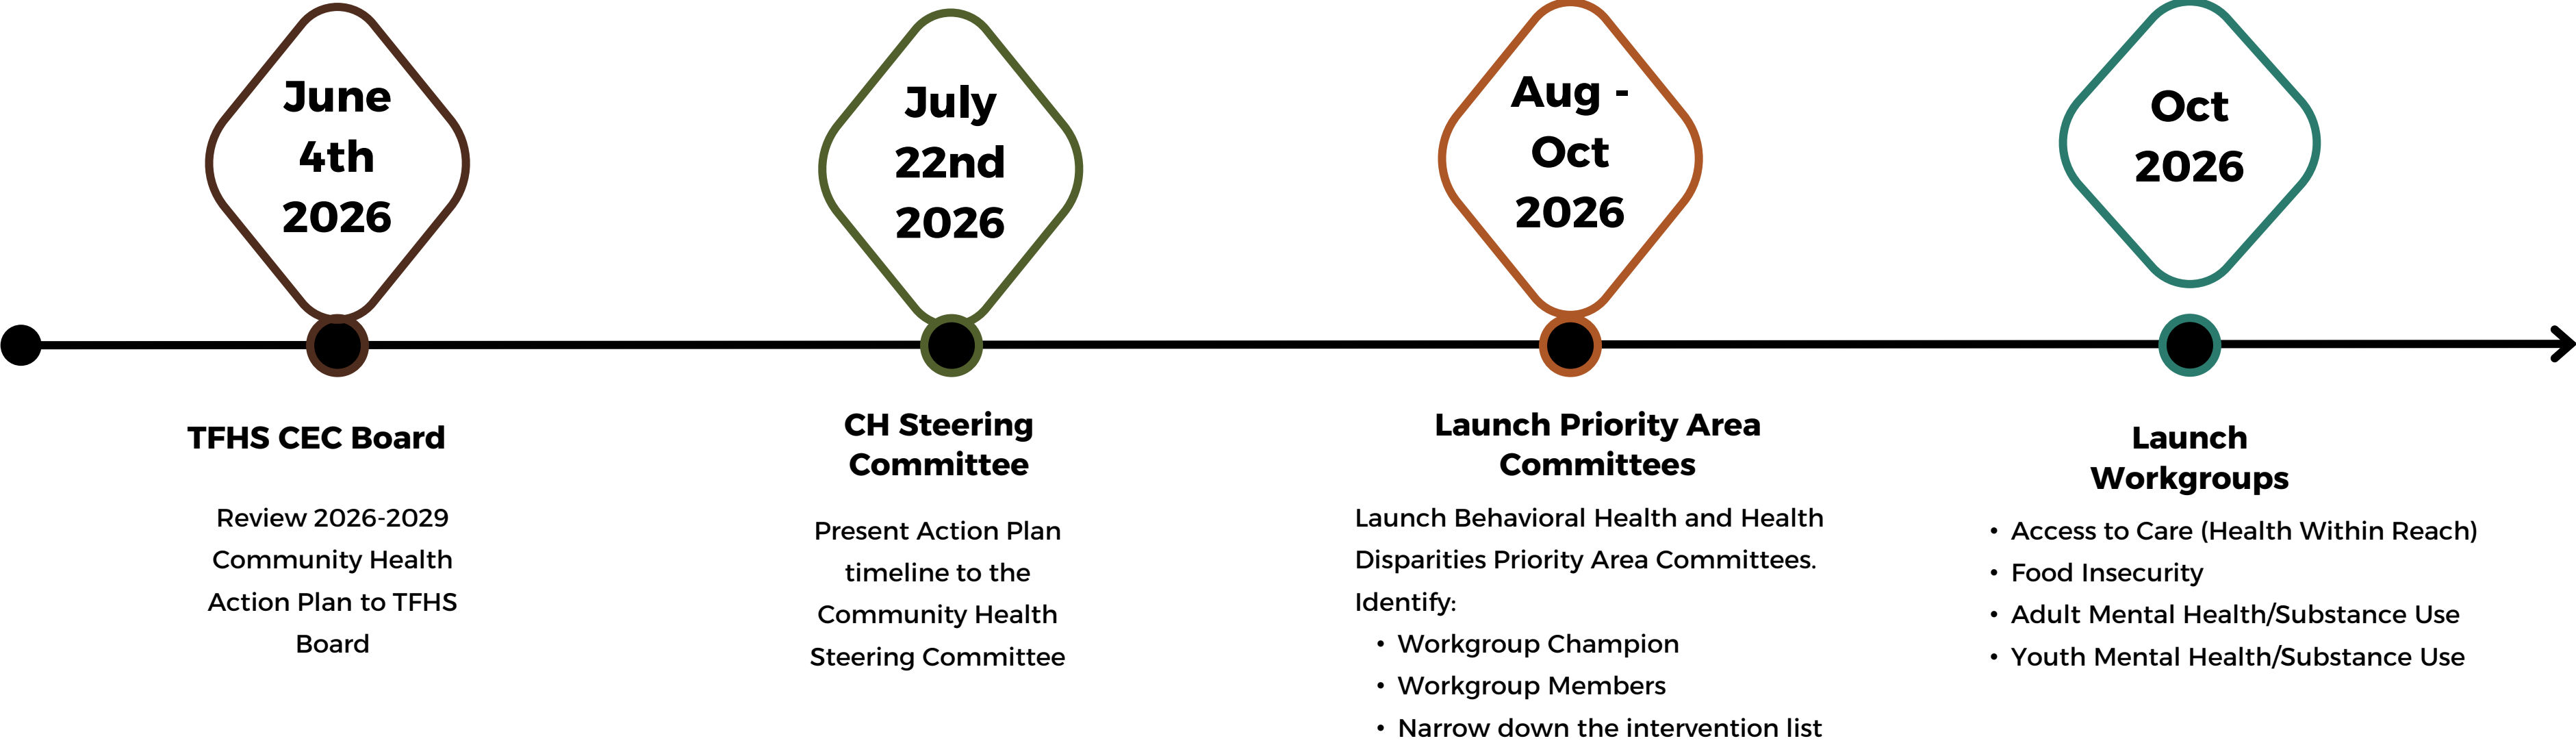 June
4th
2026
July
22nd
2026
Aug -
Oct
2026
Oct
2026
TFHS CEC Board
Review 2026-2029
Community Health
Action Plan to TFHS
Board
CH Steering
Committee
Present Action Plan
timeline to the
Community Health
Steering Committee
Launch Priority Area
Committees
Launch Behavioral Health and Health
Disparities Priority Area Committees.
Identify:
• Workgroup Champion
• Workgroup Members
• Narrow down the intervention list
Launch
Workgroups
• Access to Care (Health Within Reach)
• Food Insecurity
• Adult Mental Health/Substance Use
• Youth Mental Health/Substance Use